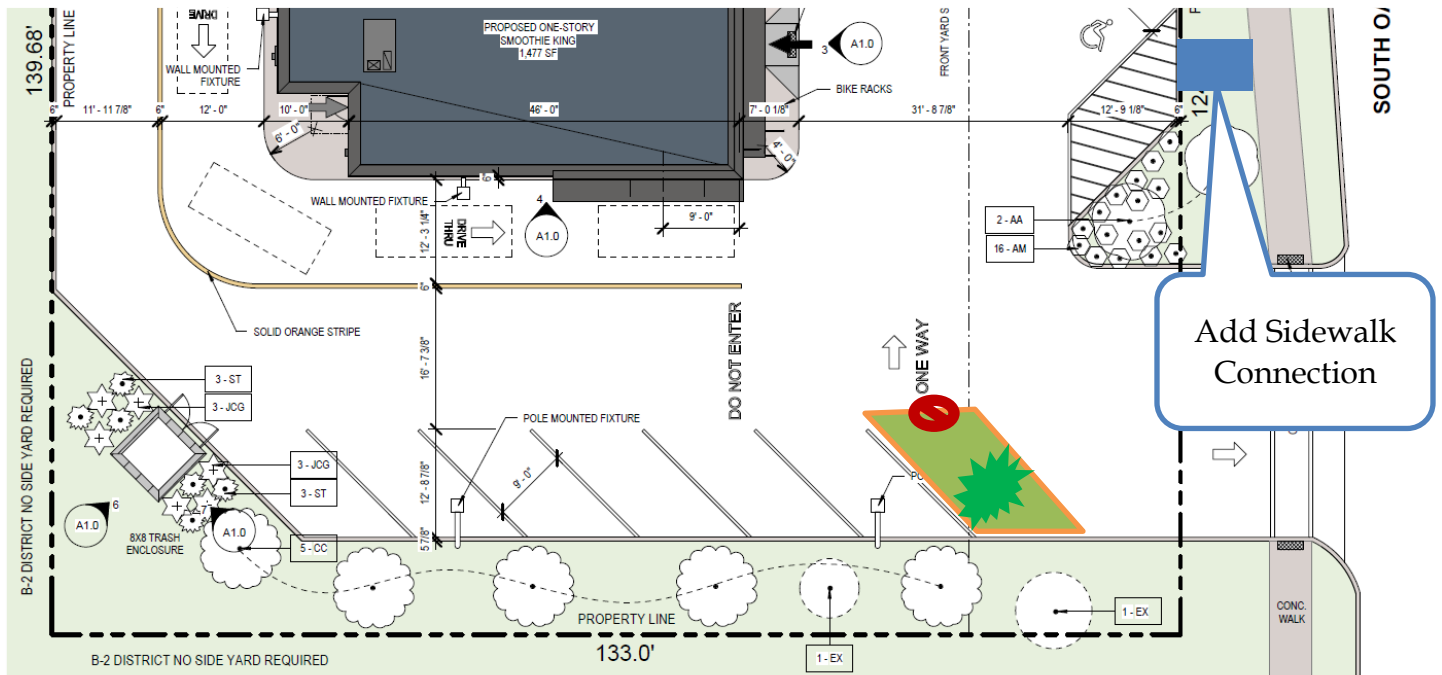 139.68'
PROPERTY LINE
DRIVE
THRU
WALL MOUNTED
FIXTURE
PROPOSED ONE-STORY
SMOOTHIE KING
1,477 SF
3
A1.0
FRONT YARD S
BIKE RACKS
SOUTH OA
6"
11' - 11 7/8"
6"
12' - 0"
10' - 0"
46' - 0"
7' - 0 1/8"
31' - 8 7/8"
12' - 9 1/8"
6"
124
6' - 0"
4' - 0"
6"
WALL MOUNTED FIXTURE
4
A1.0
DRIVE
THRU
9' - 0"
12' - 3 1/4"
2 - AA
16 - AM
6"
SOLID ORANGE STRIPE
Add Sidewalk
Connection
16' - 7 3/8"
DO NOT ENTER
ONE WAY
B-2 DISTRICT NO SIDE YARD REQUIRED
3 - ST
3 - JCG
POLE MOUNTED FIXTURE
3 - JCG
3 - ST
12' - 8 7/8"
9' - 0"
6
A1.0
7
A1.0
8X8 TRASH
ENCLOSURE
5 - CC
5 7/8"
PROPERTY LINE
133.0'
1 - EX
1 - EX
CONC.
WALK
B-2 DISTRICT NO SIDE YARD REQUIRED